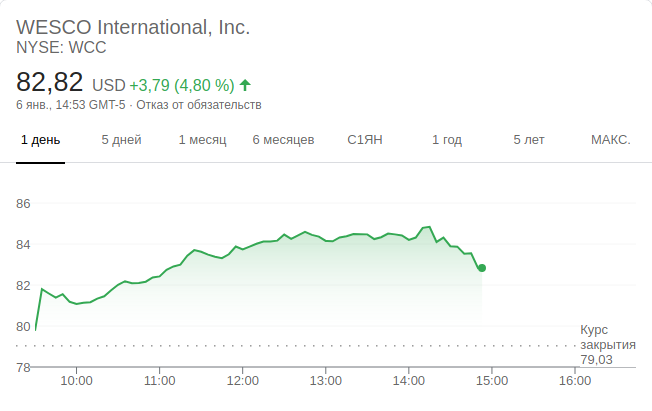 WESCO International, Inc.
NYSE: WCC
82,82 USD +3,79 (4,80 %)
6 янв., 14:53 GMT-5 · Отказ от обязательств
1 день 5 дней 1 месяц 6 месяцев С1ЯН 1 год 5 лет МАКС.
86
84
82
80
78
Курс
закрытия
79,03
10:00 11:00 12:00 13:00 14:00 15:00 16:00